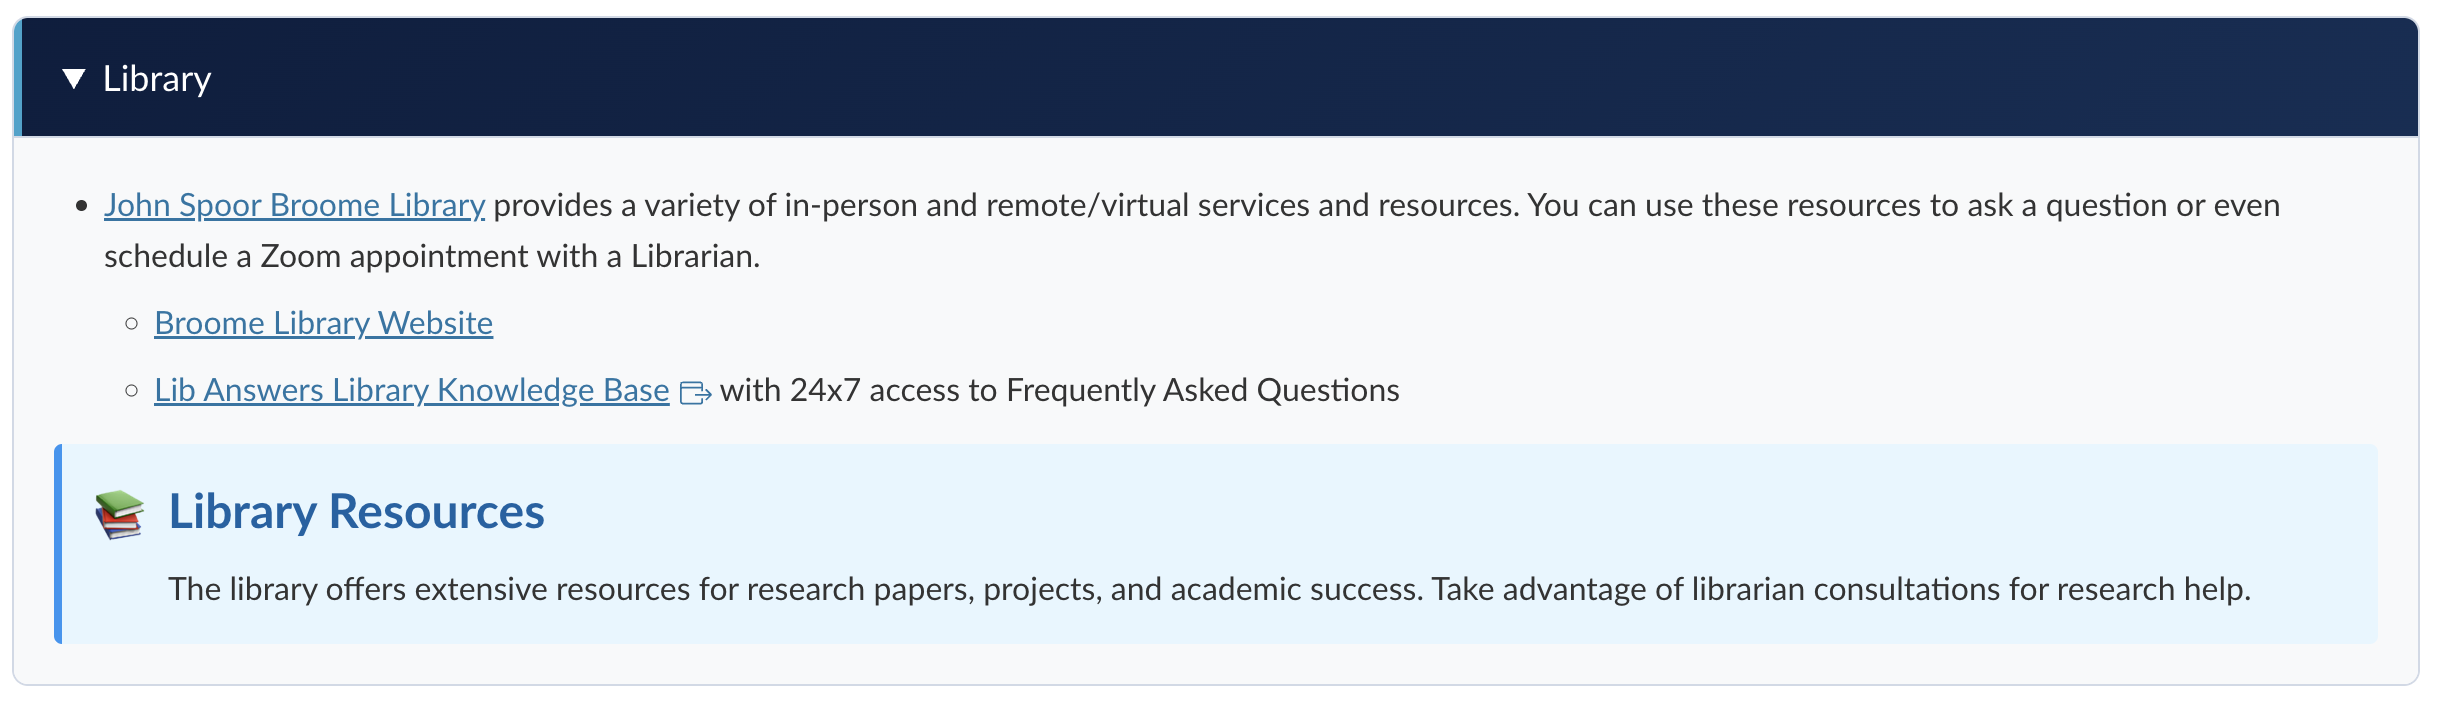 Library
John Spoor Broome Library provides a variety of in-person and remote/virtual services and resources. You can use these resources to ask a question or even
schedule a Zoom appointment with a Librarian.
Broome Library Website
Lib Answers Library Knowledge Base with 24x7 access to Frequently Asked Questions
Library Resources
The library offers extensive resources for research papers, projects, and academic success. Take advantage of librarian consultations for research help.